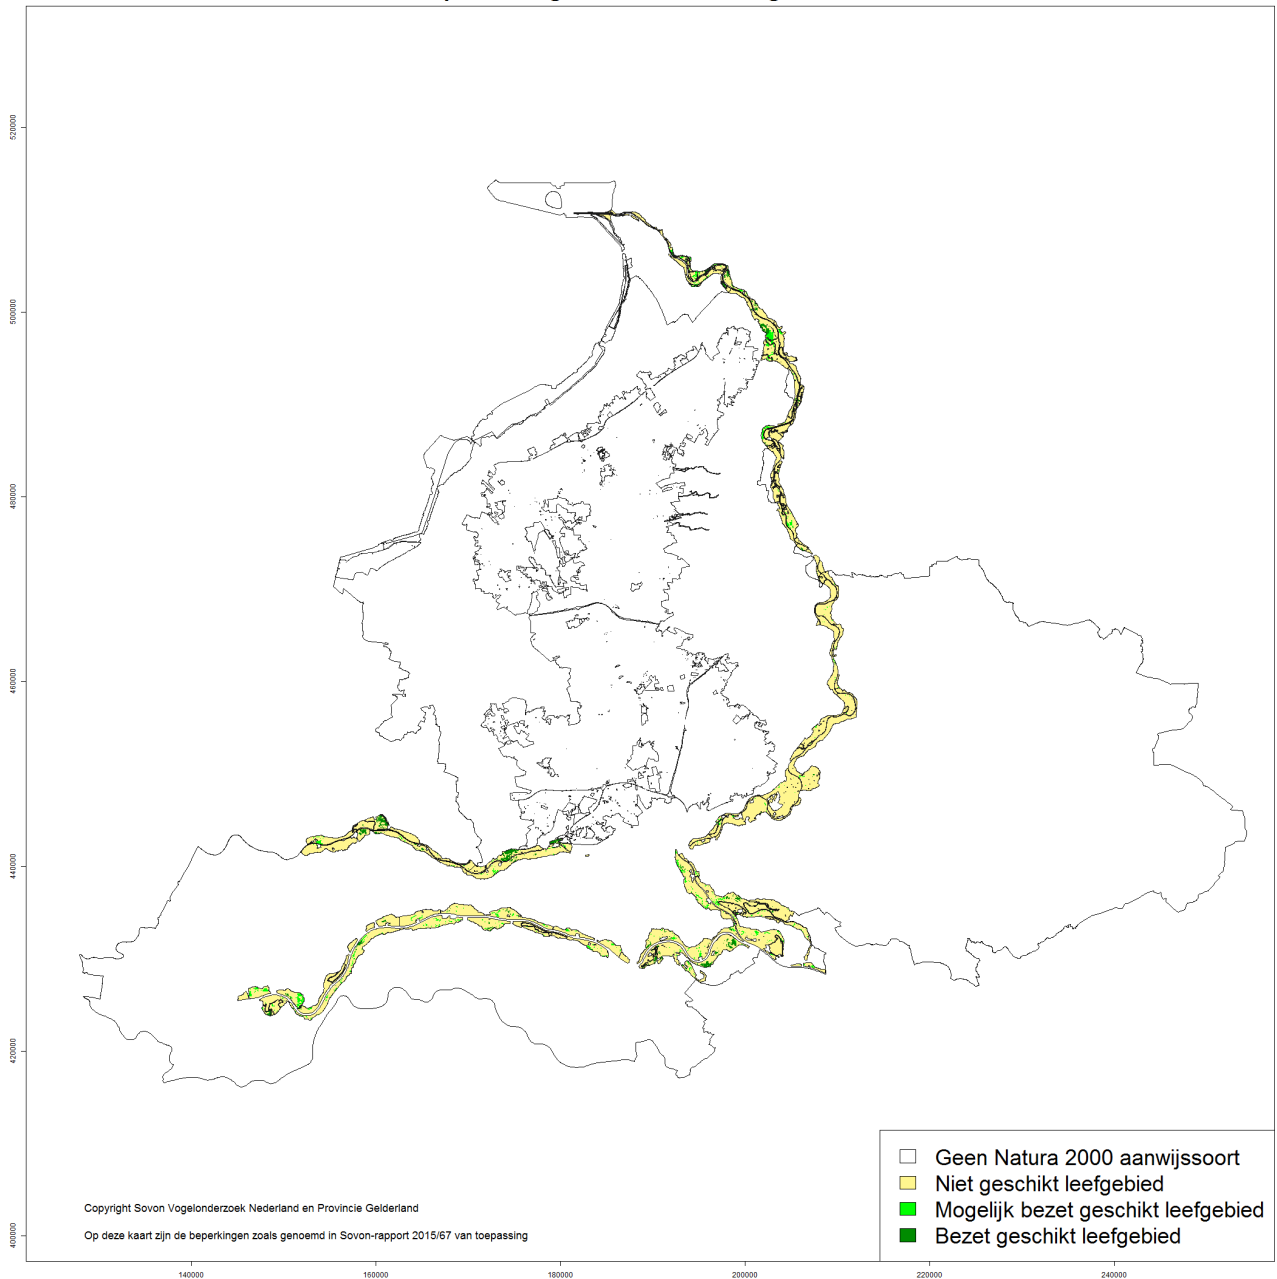 520000
500000
480000
460000
440000
420000
400000
140000
160000
180000
200000
220000
240000
Geen Natura 2000 aanwijssoort
Niet geschikt leefgebied
Mogelijk bezet geschikt leefgebied
Bezet geschikt leefgebied
Copyright Sovon Vogelonderzoek Nederland en Provincie Gelderland
Op deze kaart zijn de beperkingen zoals genoemd in Sovon-rapport 2015/67 van toepassing